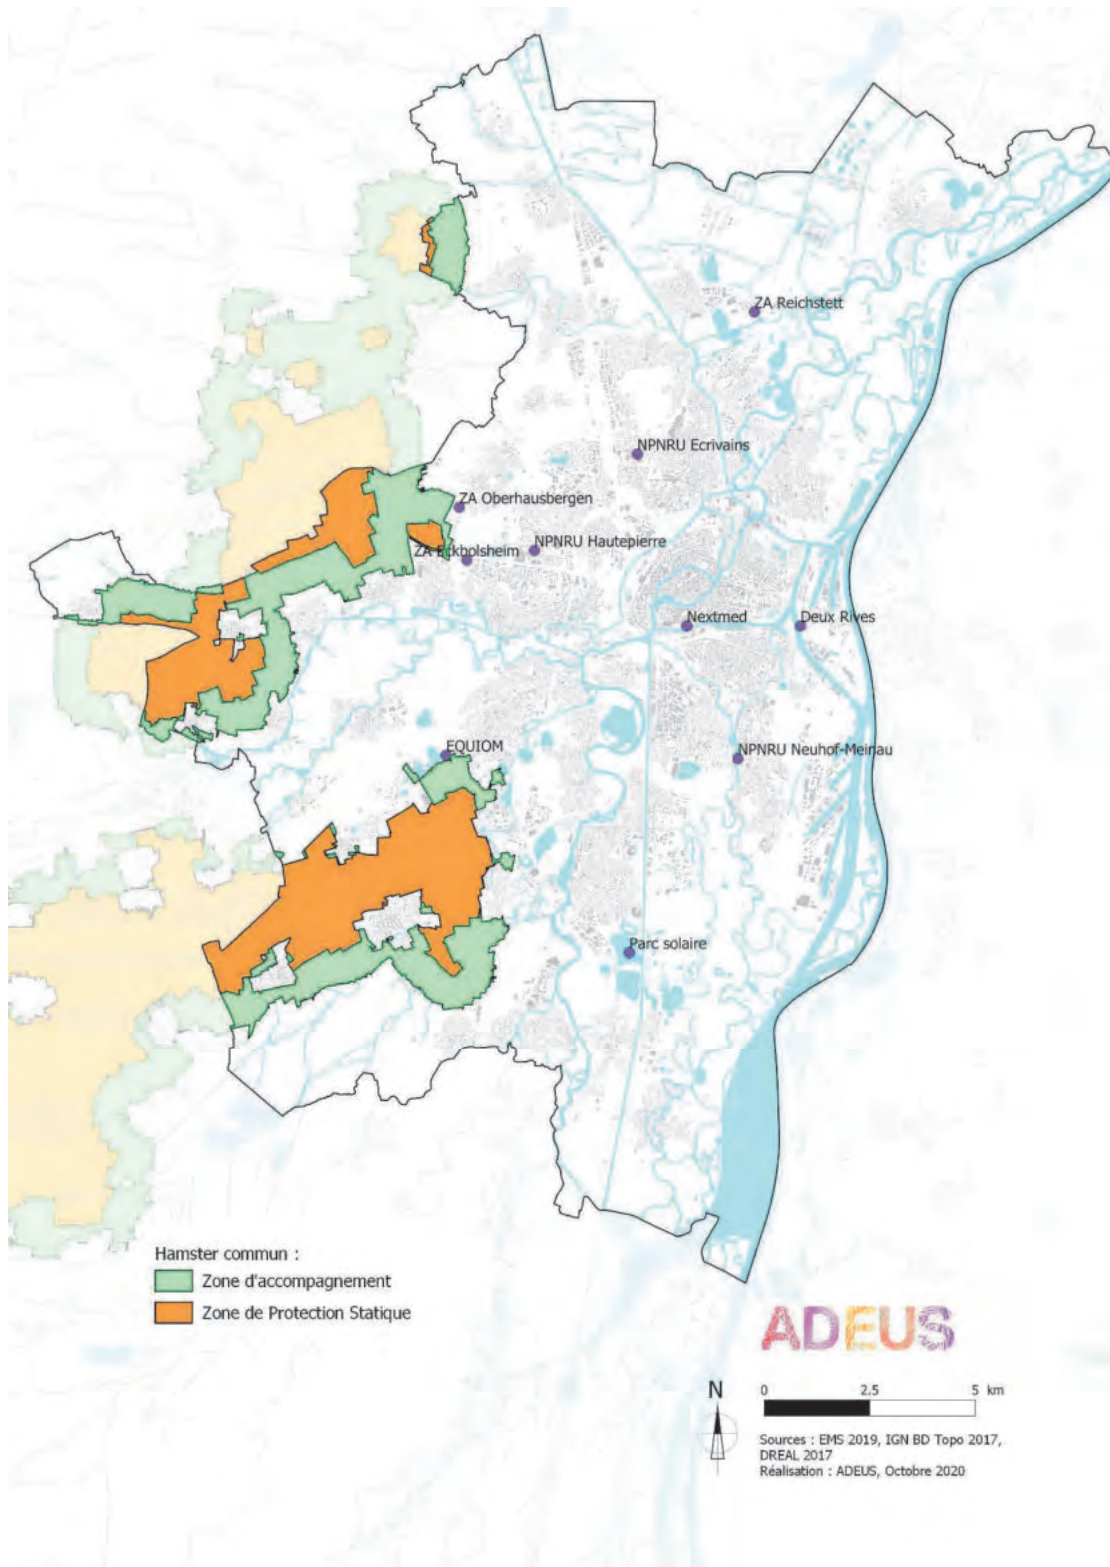 ZA Reichstett
NPNRU Ecrivains
ZA Oberhausbergen
NPNRU Hautepierre
ZA Eckbolsheim
Nextmed
Deux Rives
EQUIOM
NPNRU Neuhof-Meinau
Parc solaire
Hamster commun :
Zone d'accompagnement
Zone de Protection Statique
ADEUS
N
0 2.5 5 km
Sources : EMS 2019, IGN BD Topo 2017,
DREAL 2017
Réalisation : ADEUS, Octobre 2020